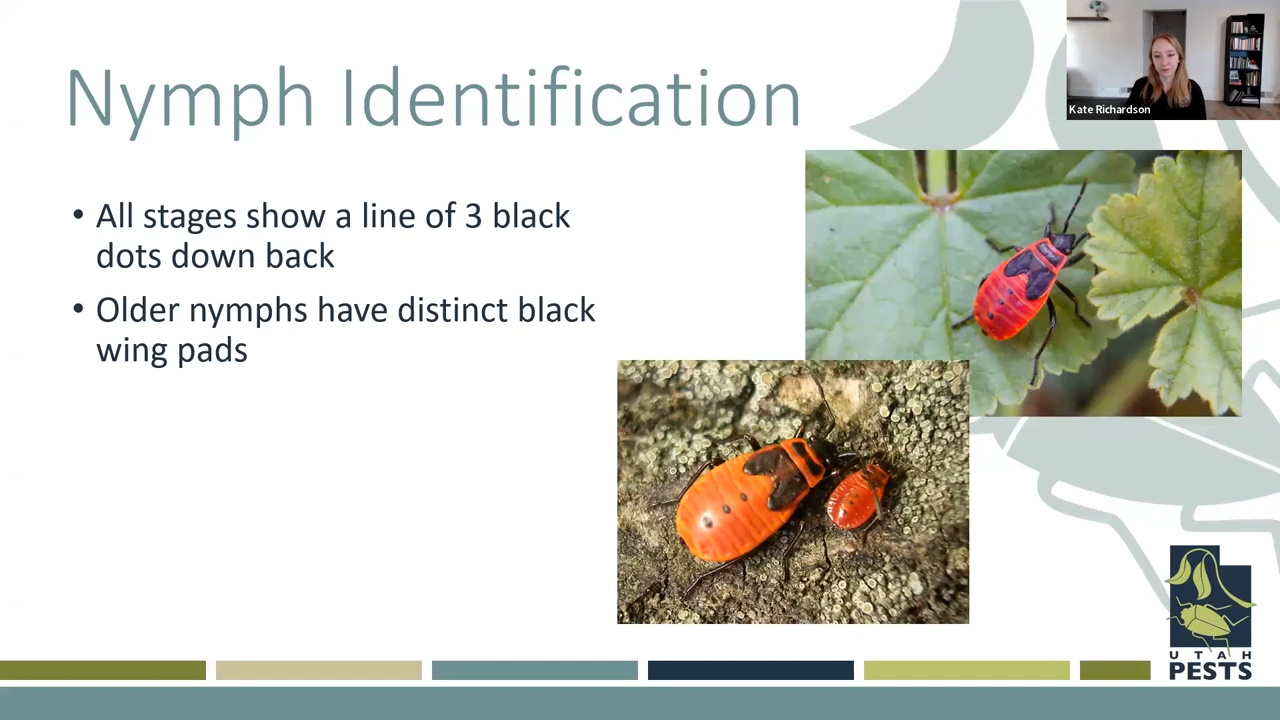 Nymph Identification
Kate Richardson
• All stages show a line of 3 black
dots down back
• Older nymphs have distinct black
wing pads
UTAH
PESTS